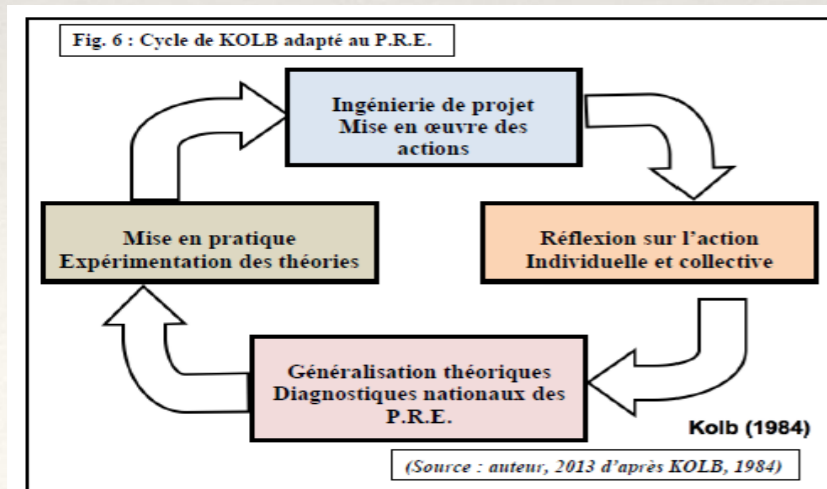 Fig. 6 : Cycle de KOLB adapté au P.R.E.
Ingénierie de projet
Mise en œuvre des
actions
Mise en pratique
Expérimentation des théories
Réflexion sur l'action
Individuelle et collective
Généralisation théoriques
Diagnostiques nationaux des
P.R.E.
Kolb (1984)
(Source : auteur, 2013 d'après KOLB, 1984)